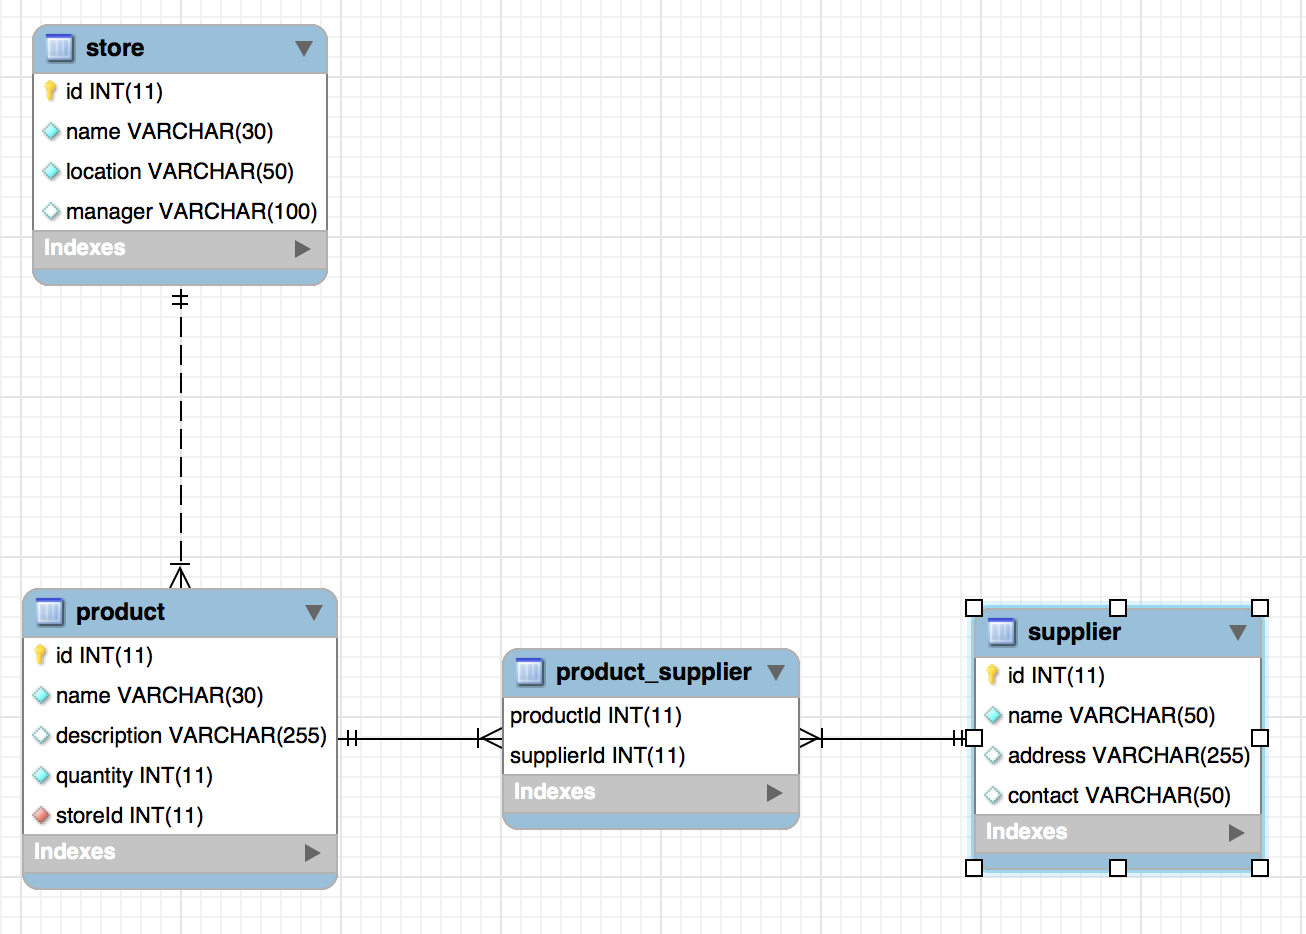 store
id INT(11)
name VARCHAR(30)
location VARCHAR(50)
manager VARCHAR(100)
Indexes
product
id INT(11)
name VARCHAR(30)
description VARCHAR(255)
quantity INT(11)
storeId INT(11)
Indexes
product_supplier
productId INT(11)
supplierId INT(11)
Indexes
supplier
id INT(11)
name VARCHAR(50)
address VARCHAR(255)
contact VARCHAR(50)
Indexes